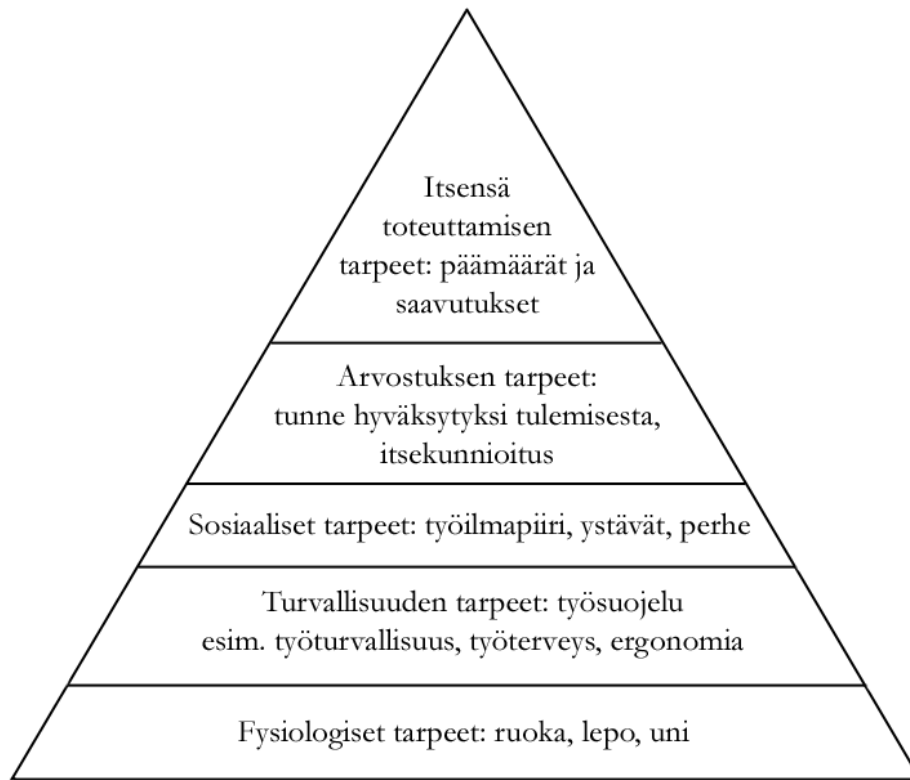 Itsensä
toteuttamisen
tarpeet: päämäärät ja
saavutukset
Arvostuksen tarpeet:
tunne hyväksytyksi tulemisesta,
itsekunnioitus
Sosiaaliset tarpeet: työilmapiiri, ystävät, perhe
Turvallisuuden tarpeet: työsuojelu
esim. työturvallisuus, työterveys, ergonomia
Fysiologiset tarpeet: ruoka, lepo, uni